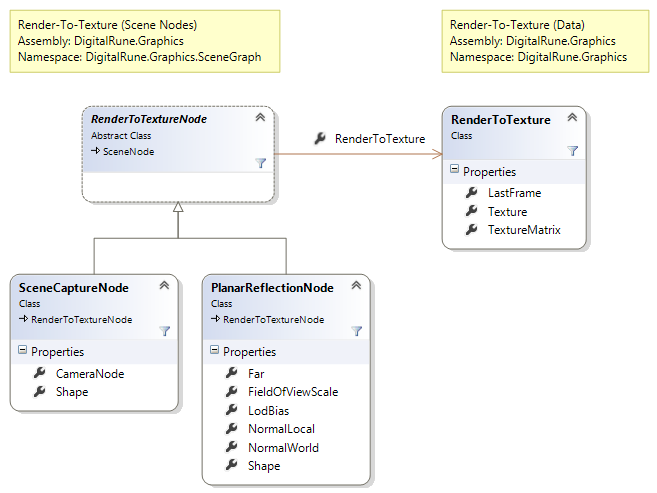 Render-To-Texture (Scene Nodes)
Assembly: DigitalRune.Graphics
Namespace: DigitalRune.Graphics.SceneGraph
Render-To-Texture (Data)
Assembly: DigitalRune.Graphics
Namespace: DigitalRune.Graphics
RenderToTextureNode
Abstract Class
SceneNode
RenderToTexture
RenderToTexture
Class
Properties
LastFrame
Texture
TextureMatrix
SceneCaptureNode
Class
RenderToTextureNode
Properties
CameraNode
Shape
PlanarReflectionNode
Class
RenderToTextureNode
Properties
Far
FieldOfViewScale
LodBias
NormalLocal
NormalWorld
Shape